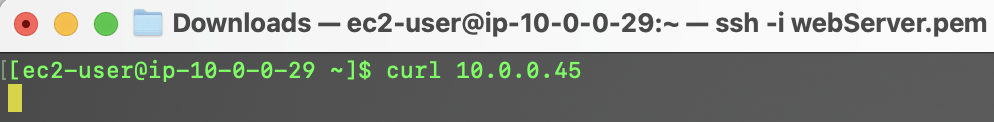 Downloads — ec2-user@ip-10-0-0-29:~ — ssh -i webServer.pem
[[ec2-user@ip-10-0-0-29 ~]$ curl 10.0.0.45